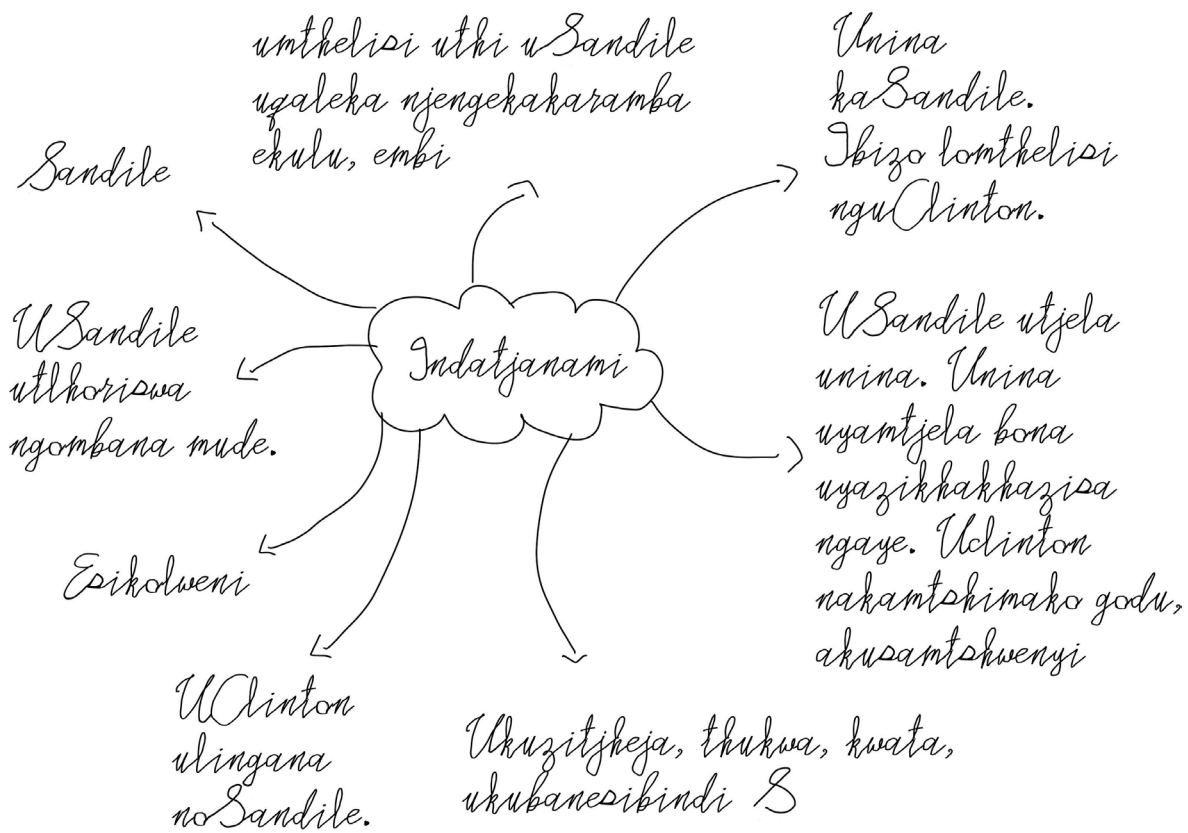 umthelisi uthi uSandile
uqaleka njengekakaramba
ekulu, embi
Unina
kaSandile.
Ibizo lomthelisi
nguClinton.
Sandile
USandile
utlhoriswa
ngombana mude.
Indatjanami
USandile utjela
unina. Unina
uyamtjela bona
uyazikhakhazisa
ngaye. Uclinton
nakamtshimako godu,
akusamtshwenyi
Esikolweni
UClinton
ulingana
noSandile.
Ukuzitjheja, thukwa, kwata,
ukubanesibindi S